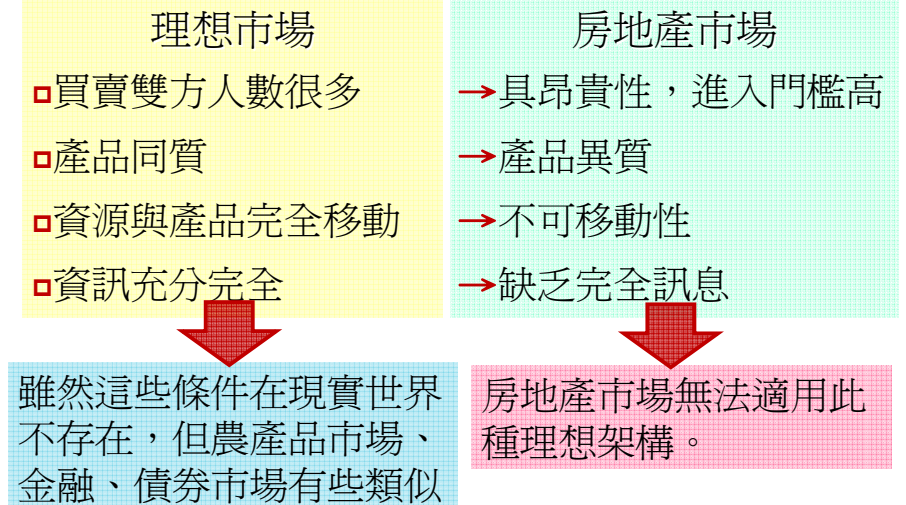 理想市場
買賣雙方人數很多
產品同質
資源與產品完全移動
資訊充分完全
雖然這些條件在現實世界
不存在，但農產品市場、
金融、債券市場有些類似
房地產市場
→具昂貴性，進入門檻高
→產品異質
→不可移動性
→缺乏完全訊息
房地產市場無法適用此
種理想架構。